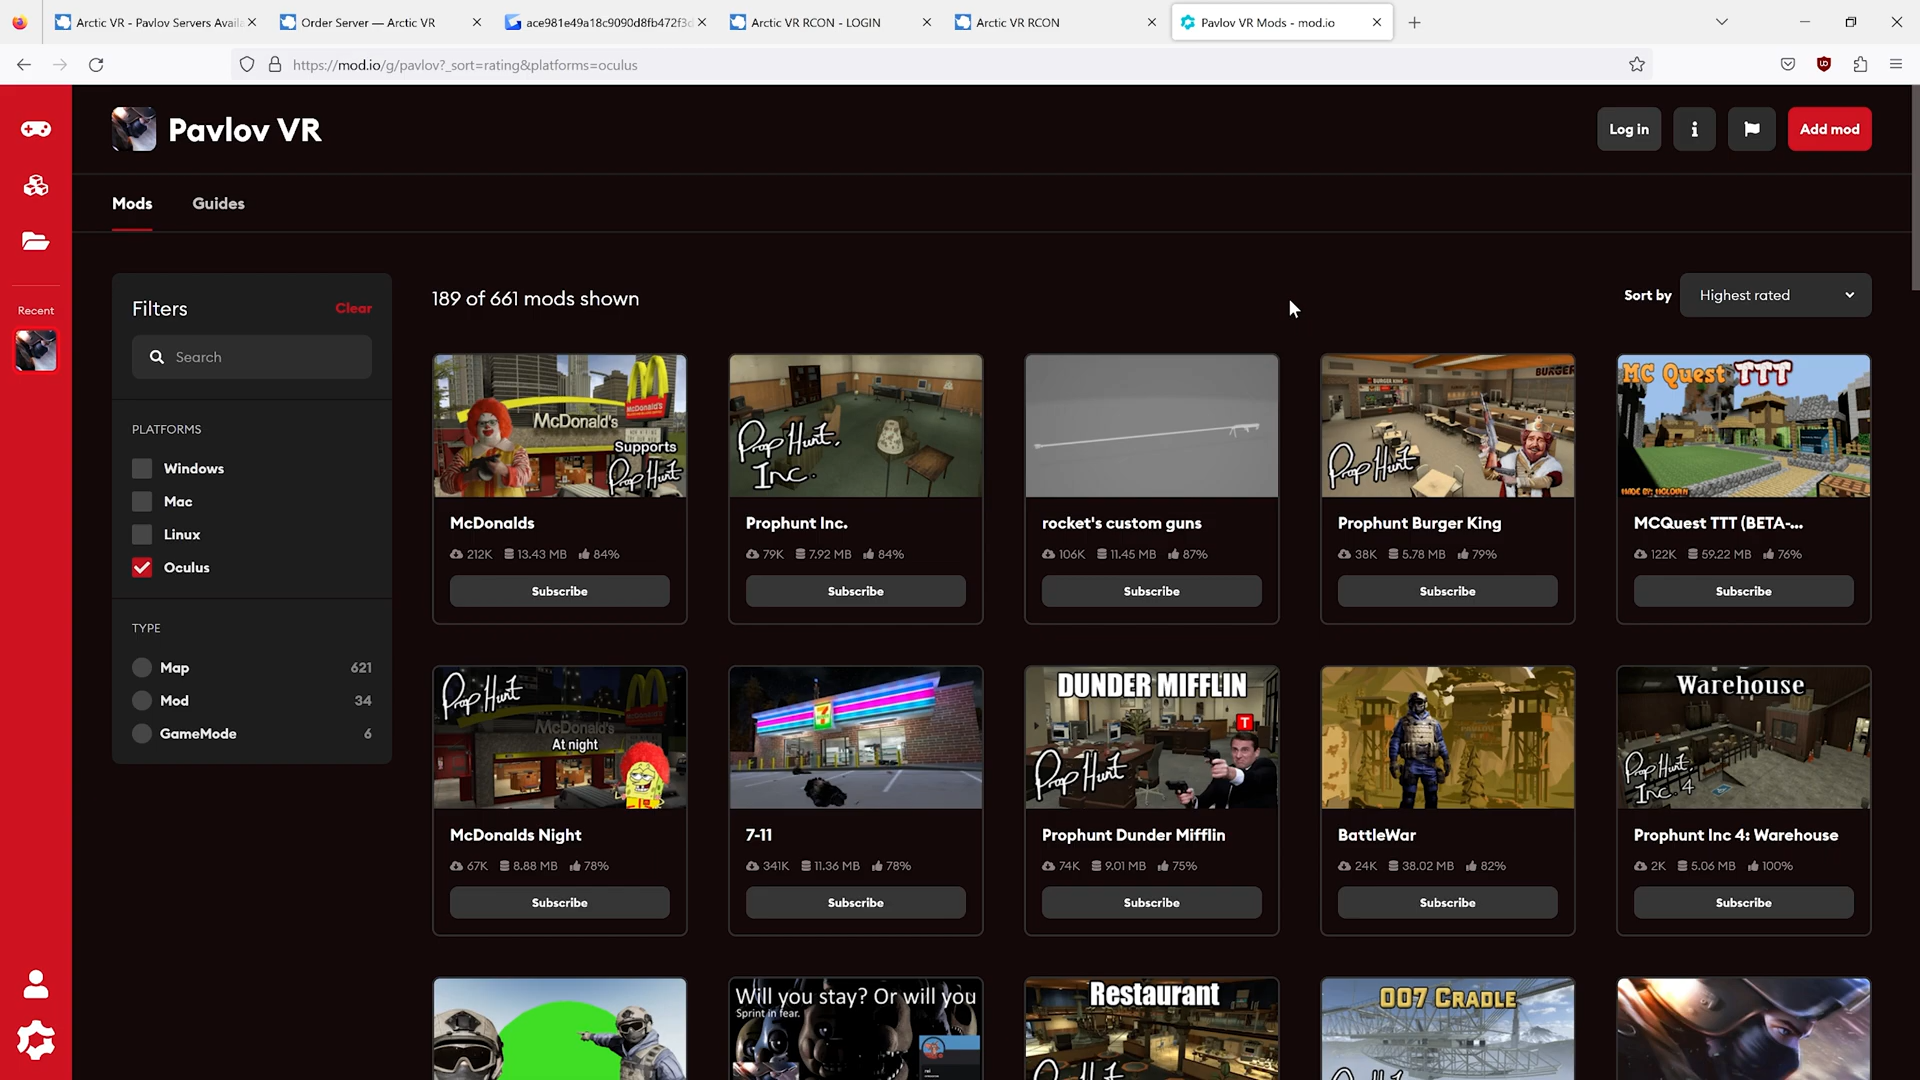 Arctic VR - Pavlov Servers Availa
Order Server — Arctic VR
ace981e49a18c9090d8fb472f3d
Arctic VR RCON - LOGIN
Arctic VR RCON
Pavlov VR Mods - mod.io
https://mod.io/g/pavlov?_sort=rating&platforms=oculus
Pavlov VR
Log in
Add mod
Mods
Guides
Recent
Filters
Clear
Search
PLATFORMS
Windows
Mac
Linux
Oculus
TYPE
Map 621
Mod 34
GameMode 6
189 of 661 mods shown
Sort by
Highest rated
McDonald's
McDonald's
Supports
Prop Hunt
McDonalds
212K 13.43 MB 84%
Subscribe
Prop Hunt,
Inc.
Prophunt Inc.
79K 7.92 MB 84%
Subscribe
rocket's custom guns
106K 11.45 MB 87%
Subscribe
BURGER KING
BURGER
Prop Hunt
Prophunt Burger King
38K 5.78 MB 79%
Subscribe
MC Quest TTT
MADE BY:
MCQuest TTT (BETA-...
122K 59.22 MB 76%
Subscribe
Prop Hunt
McDonald's
At night
McDonalds Night
67K 8.88 MB 78%
Subscribe
7-11
341K 11.36 MB 78%
Subscribe
DUNDER MIFFLIN
T
Prop Hunt
Prophunt Dunder Mifflin
74K 9.01 MB 75%
Subscribe
BattleWar
24K 38.02 MB 82%
Subscribe
Warehouse
Prop Hunt,
Inc. 4
Prophunt Inc 4: Warehouse
2K 5.06 MB 100%
Subscribe
Will you stay? Or will you
Sprint in fear.
Restaurant
007 CRADLE